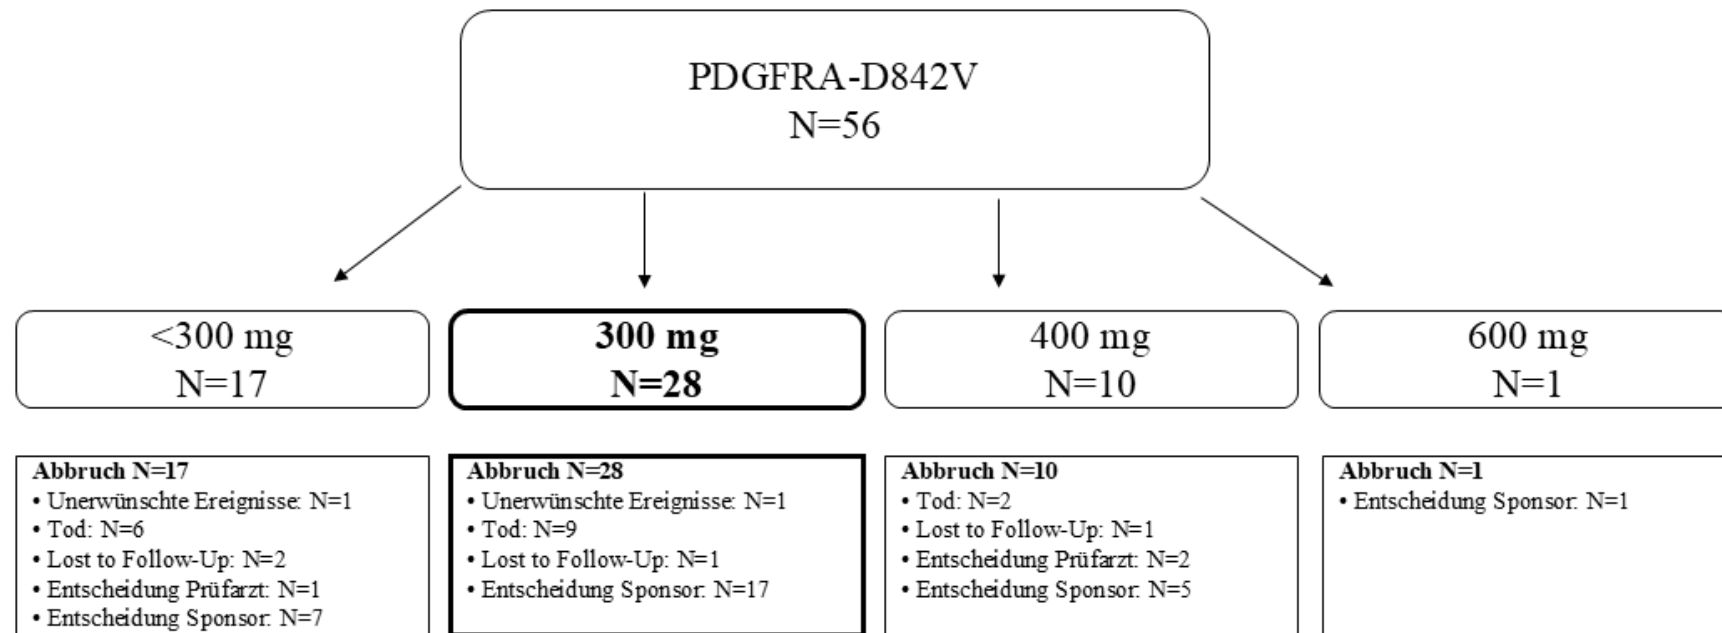 PDGFRA-D842V
N=56
<300 mg
N=17
300 mg
N=28
400 mg
N=10
600 mg
N=1
Abbruch N=17
• Unerwünschte Ereignisse: N=1
• Tod: N=6
• Lost to Follow-Up: N=2
• Entscheidung Prüfarzt: N=1
• Entscheidung Sponsor: N=7
Abbruch N=28
• Unerwünschte Ereignisse: N=1
• Tod: N=9
• Lost to Follow-Up: N=1
• Entscheidung Sponsor: N=17
Abbruch N=10
• Tod: N=2
• Lost to Follow-Up: N=1
• Entscheidung Prüfarzt: N=2
• Entscheidung Sponsor: N=5
Abbruch N=1
• Entscheidung Sponsor: N=1